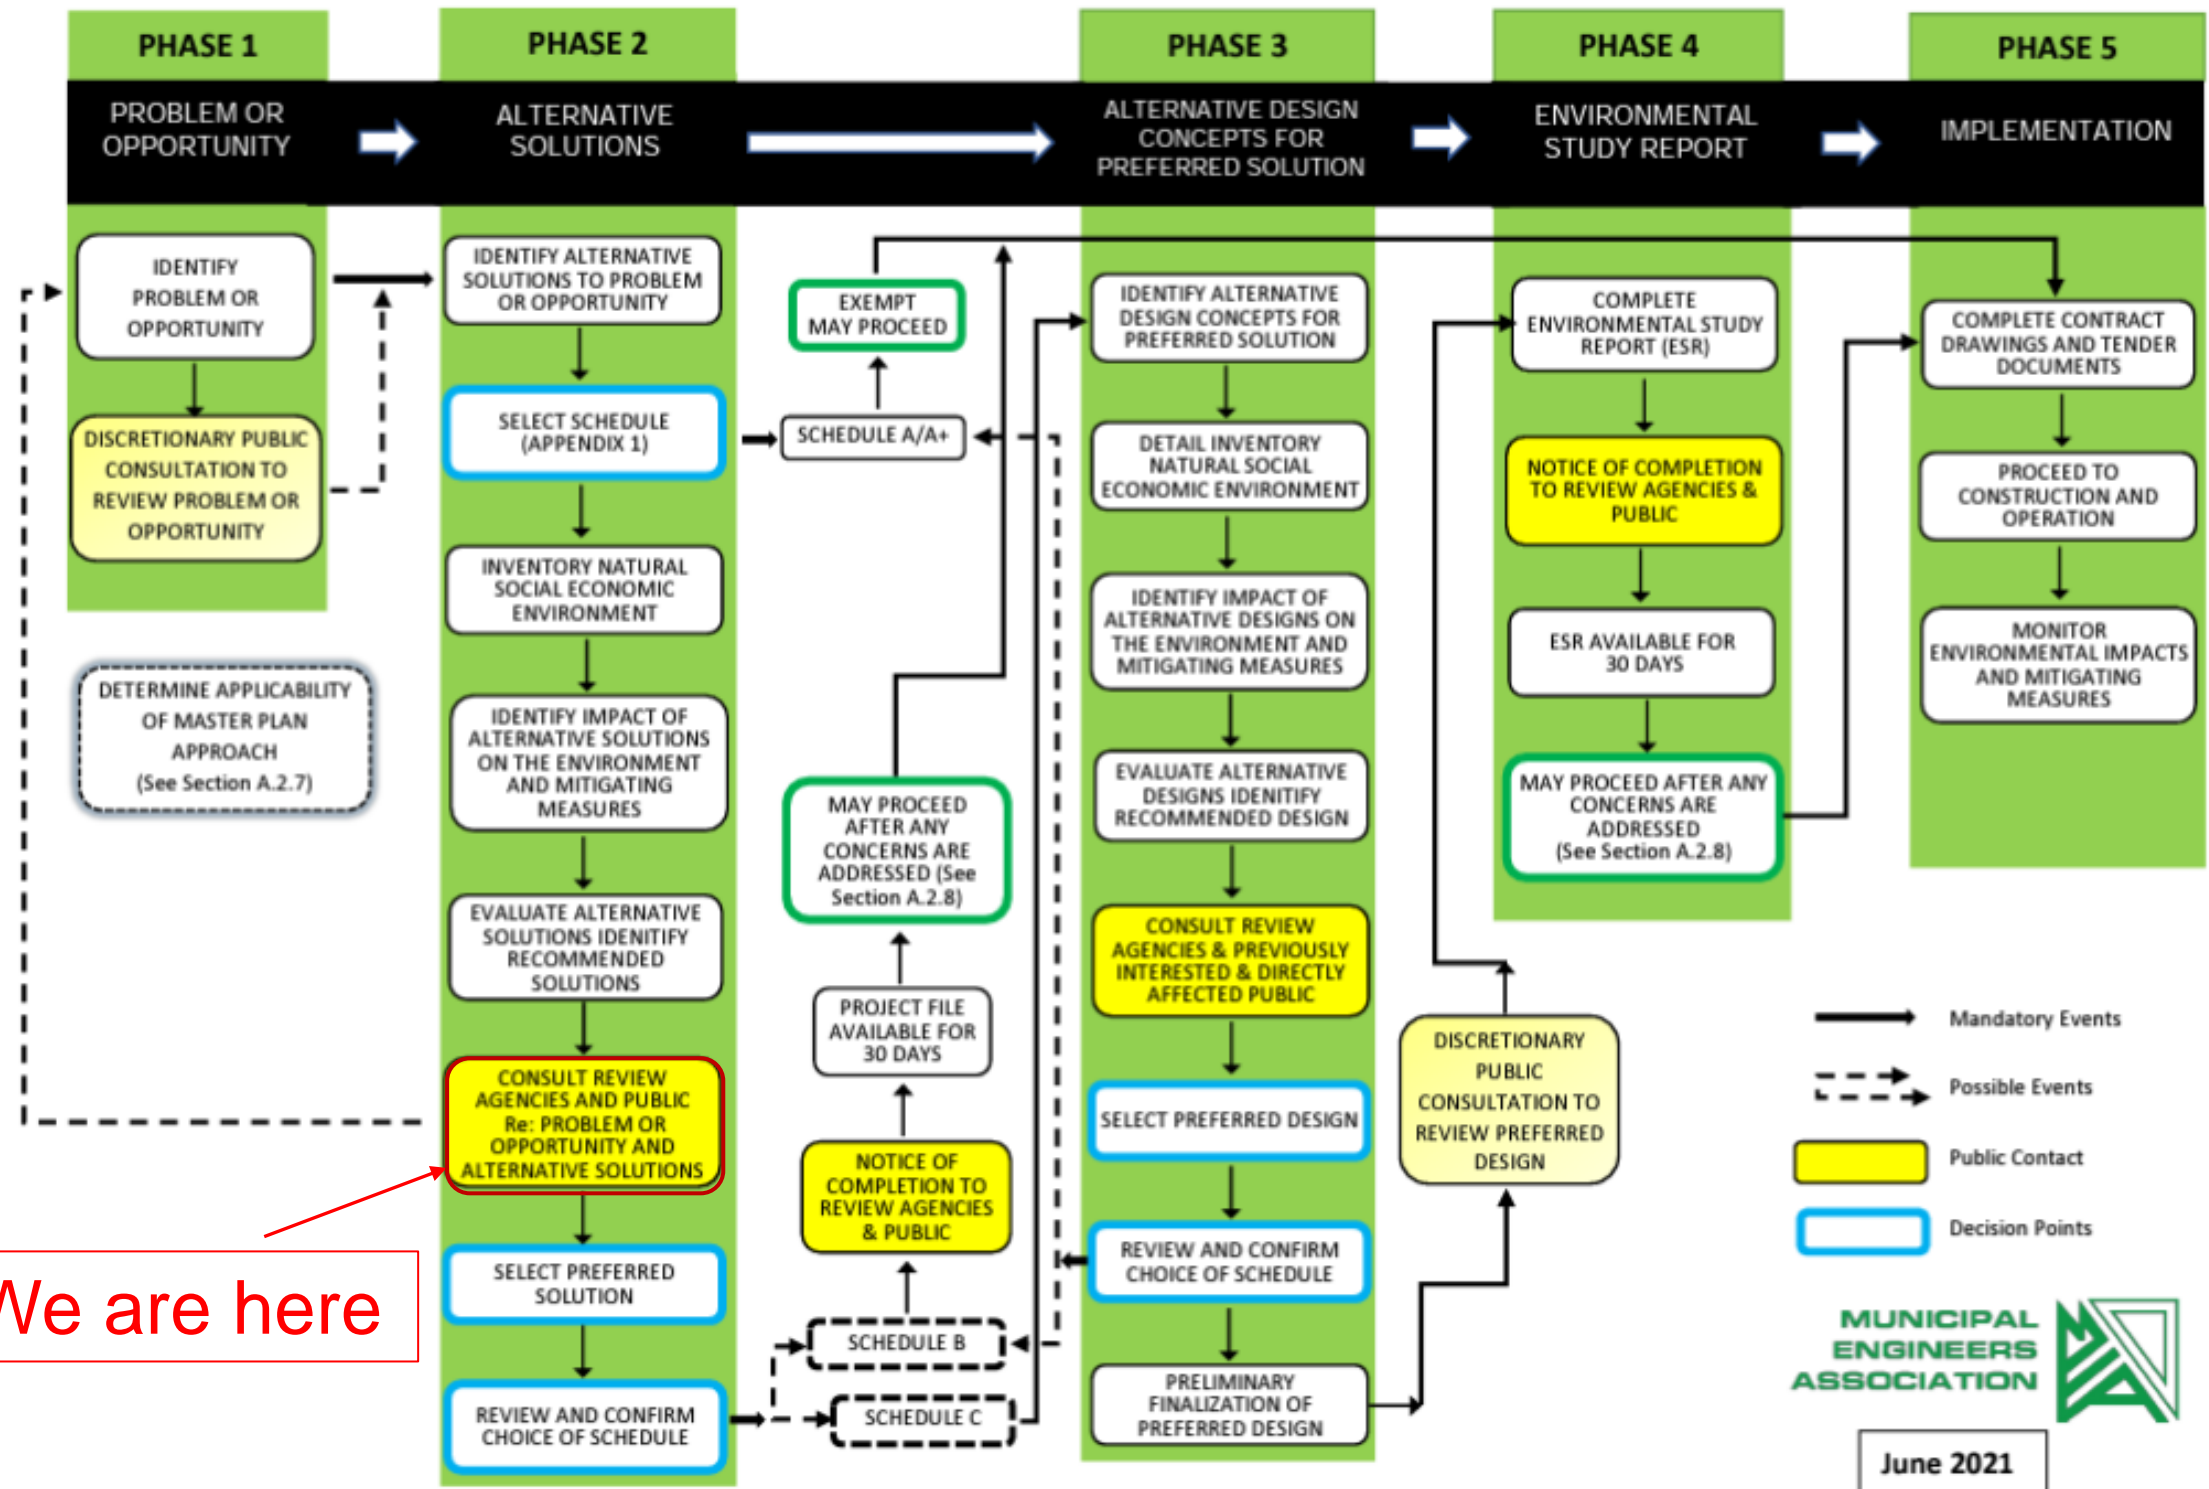 PHASE 1
PROBLEM OR
OPPORTUNITY
IDENTIFY
PROBLEM OR
OPPORTUNITY
DISCRETIONARY PUBLIC
CONSULTATION TO
REVIEW PROBLEM OR
OPPORTUNITY
DETERMINE APPLICABILITY
OF MASTER PLAN
APPROACH
(See Section A.2.7)
We are here
PHASE 2
ALTERNATIVE
SOLUTIONS
IDENTIFY ALTERNATIVE
SOLUTIONS TO PROBLEM
OR OPPORTUNITY
SELECT SCHEDULE
(APPENDIX 1)
INVENTORY NATURAL
SOCIAL ECONOMIC
ENVIRONMENT
IDENTIFY IMPACT OF
ALTERNATIVE SOLUTIONS
ON THE ENVIRONMENT
AND MITIGATING
MEASURES
EVALUATE ALTERNATIVE
SOLUTIONS IDENITIFY
RECOMMENDED
SOLUTIONS
CONSULT REVIEW
AGENCIES AND PUBLIC
Re: PROBLEM OR
OPPORTUNITY AND
ALTERNATIVE SOLUTIONS
SELECT PREFERRED
SOLUTION
REVIEW AND CONFIRM
CHOICE OF SCHEDULE
EXEMPT
MAY PROCEED
SCHEDULE A/A+
MAY PROCEED
AFTER ANY
CONCERNS ARE
ADDRESSED (See
Section A.2.8)
PROJECT FILE
AVAILABLE FOR
30 DAYS
NOTICE OF
COMPLETION TO
REVIEW AGENCIES
& PUBLIC
SCHEDULE B
SCHEDULE C
PHASE 3
ALTERNATIVE DESIGN
CONCEPTS FOR
PREFERRED SOLUTION
IDENTIFY ALTERNATIVE
DESIGN CONCEPTS FOR
PREFERRED SOLUTION
DETAIL INVENTORY
NATURAL SOCIAL
ECONOMIC ENVIRONMENT
IDENTIFY IMPACT OF
ALTERNATIVE DESIGNS ON
THE ENVIRONMENT AND
MITIGATING MEASURES
EVALUATE ALTERNATIVE
DESIGNS IDENITIFY
RECOMMENDED DESIGN
CONSULT REVIEW
AGENCIES & PREVIOUSLY
INTERESTED & DIRECTLY
AFFECTED PUBLIC
SELECT PREFERRED DESIGN
REVIEW AND CONFIRM
CHOICE OF SCHEDULE
PRELIMINARY
FINALIZATION OF
PREFERRED DESIGN
DISCRETIONARY
PUBLIC
CONSULTATION TO
REVIEW PREFERRED
DESIGN
PHASE 4
ENVIRONMENTAL
STUDY REPORT
COMPLETE
ENVIRONMENTAL STUDY
REPORT (ESR)
NOTICE OF COMPLETION
TO REVIEW AGENCIES &
PUBLIC
ESR AVAILABLE FOR
30 DAYS
MAY PROCEED AFTER ANY
CONCERNS ARE
ADDRESSED
(See Section A.2.8)
PHASE 5
IMPLEMENTATION
COMPLETE CONTRACT
DRAWINGS AND TENDER
DOCUMENTS
PROCEED TO
CONSTRUCTION AND
OPERATION
MONITOR
ENVIRONMENTAL IMPACTS
AND MITIGATING
MEASURES
Mandatory Events
Possible Events
Public Contact
Decision Points
MUNICIPAL
ENGINEERS
ASSOCIATION
June 2021